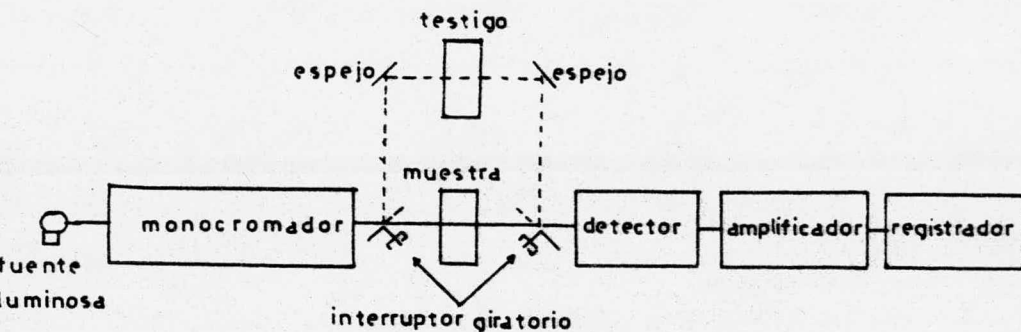 testigo
espejo
espejo
muestra
monocromador
detector
amplificador
registrador
fuente
luminosa
interruptor giratorio